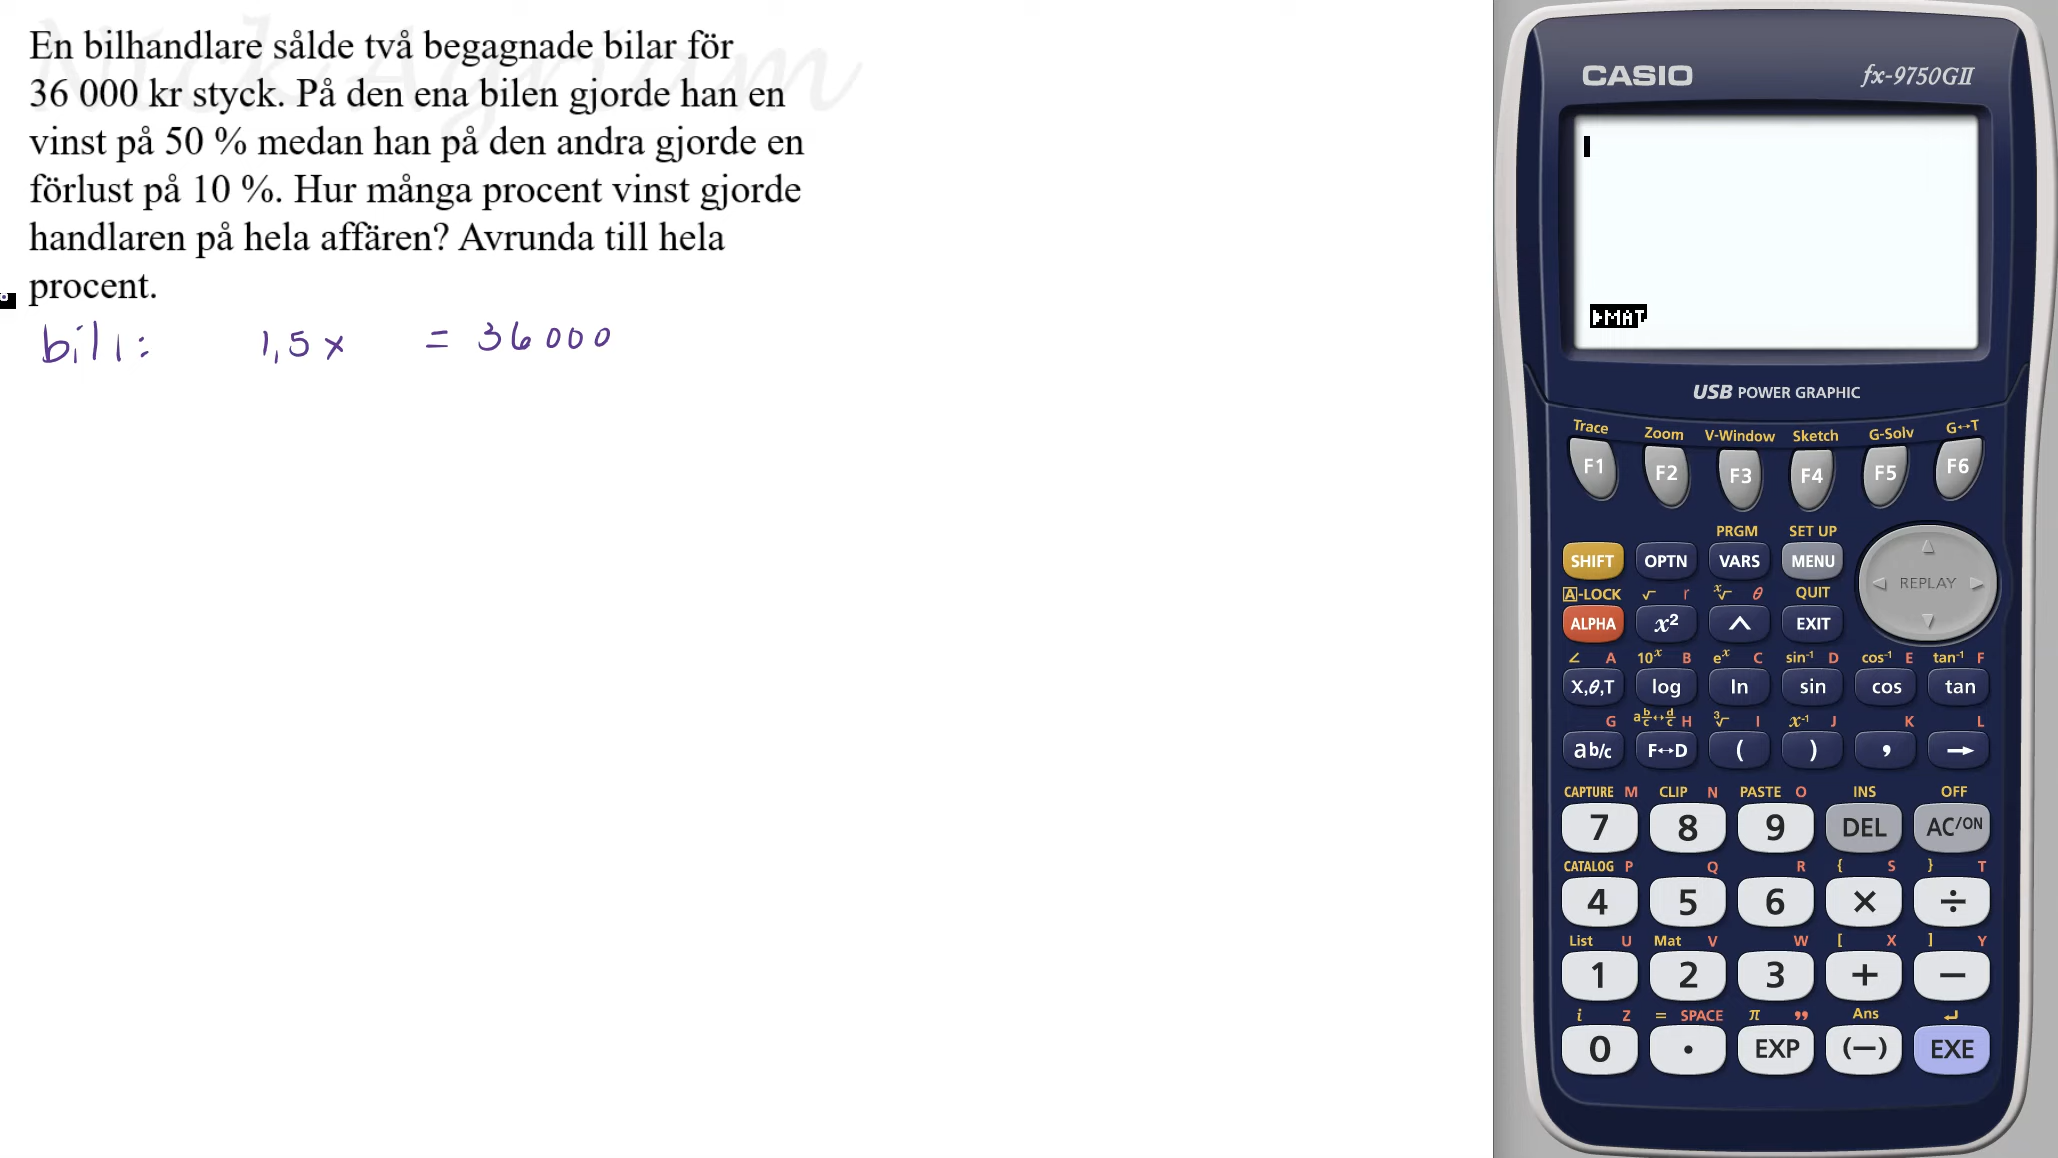 En bilhandlare sålde två begagnade bilar för
36 000 kr styck. På den ena bilen gjorde han en
vinst på 50 % medan han på den andra gjorde en
förlust på 10 %. Hur många procent vinst gjorde
handlaren på hela affären? Avrunda till hela
procent.
bil 1: 1,5 x = 36 000
CASIO fx-9750GII
▶MAT
USB POWER GRAPHIC
Trace Zoom V-Window Sketch G-Solv G↔T
F1 F2 F3 F4 F5 F6
PRGM SET UP
SHIFT OPTN VARS MENU
REPLAY
A-LOCK √ r ˣ√ θ QUIT
ALPHA x² ^ EXIT
∠ A 10ˣ B eˣ C sin⁻¹ D cos⁻¹ E tan⁻¹ F
X,θ,T log ln sin cos tan
G a b/c↔d/c H ³√ I x⁻¹ J K L
a b/c F↔D ( ) , →
CAPTURE M CLIP N PASTE O INS OFF
7 8 9 DEL AC/ON
CATALOG P Q R { S } T
4 5 6 × ÷
List U Mat V W [ X ] Y
1 2 3 + −
i Z = SPACE π ” Ans ↵
0 • EXP (−) EXE